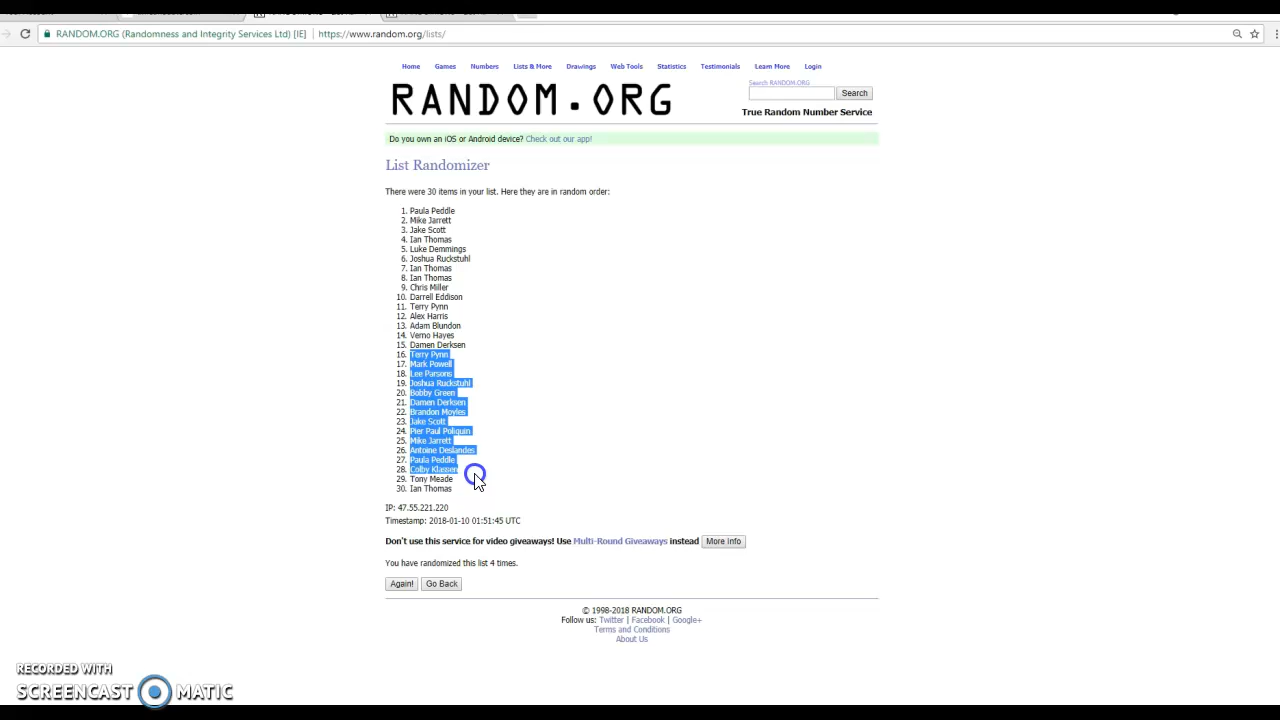 RANDOM.ORG (Randomness and Integrity Services Ltd) [IE] | https://www.random.org/lists/
Home Games Numbers Lists & More Drawings Web Tools Statistics Testimonials Learn More Login
RANDOM.ORG
Search RANDOM.ORG
Search
True Random Number Service
Do you own an iOS or Android device? Check out our app!
List Randomizer
There were 30 items in your list. Here they are in random order:
1. Paula Peddle
2. Mike Jarrett
3. Jake Scott
4. Ian Thomas
5. Luke Demmings
6. Joshua Ruckstuhl
7. Ian Thomas
8. Ian Thomas
9. Chris Miller
10. Darrell Eddison
11. Terry Pynn
12. Alex Harris
13. Adam Blundon
14. Verno Hayes
15. Damen Derksen
16. Terry Pynn
17. Mark Powell
18. Lee Parsons
19. Joshua Ruckstuhl
20. Bobby Green
21. Damen Derksen
22. Brandon Moyles
23. Jake Scott
24. Pier Paul Poliquin
25. Mike Jarrett
26. Antoine Deslandes
27. Paula Peddle
28. Colby Klassen
29. Tony Meade
30. Ian Thomas
IP: 47.55.221.220
Timestamp: 2018-01-10 01:51:45 UTC
Don't use this service for video giveaways! Use Multi-Round Giveaways instead More Info
You have randomized this list 4 times.
Again! Go Back
© 1998-2018 RANDOM.ORG
Follow us: Twitter | Facebook | Google+
Terms and Conditions
About Us
RECORDED WITH
SCREENCAST MATIC